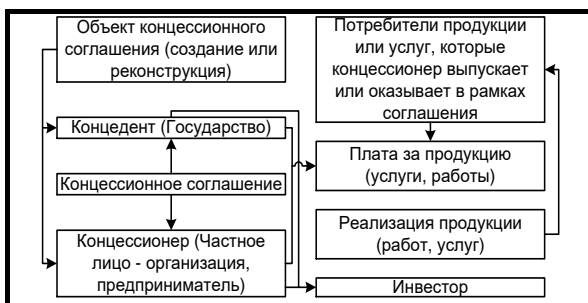 Объект концессионного
соглашения (создание или
реконструкция)
Концедент (Государство)
Концессионное соглашение
Концессионер (Частное
лицо - организация,
предприниматель)
Потребители продукции
или услуг, которые
концессионер выпускает
или оказывает в рамках
соглашения
Плата за продукцию
(услуги, работы)
Реализация продукции
(работ, услуг)
Инвестор